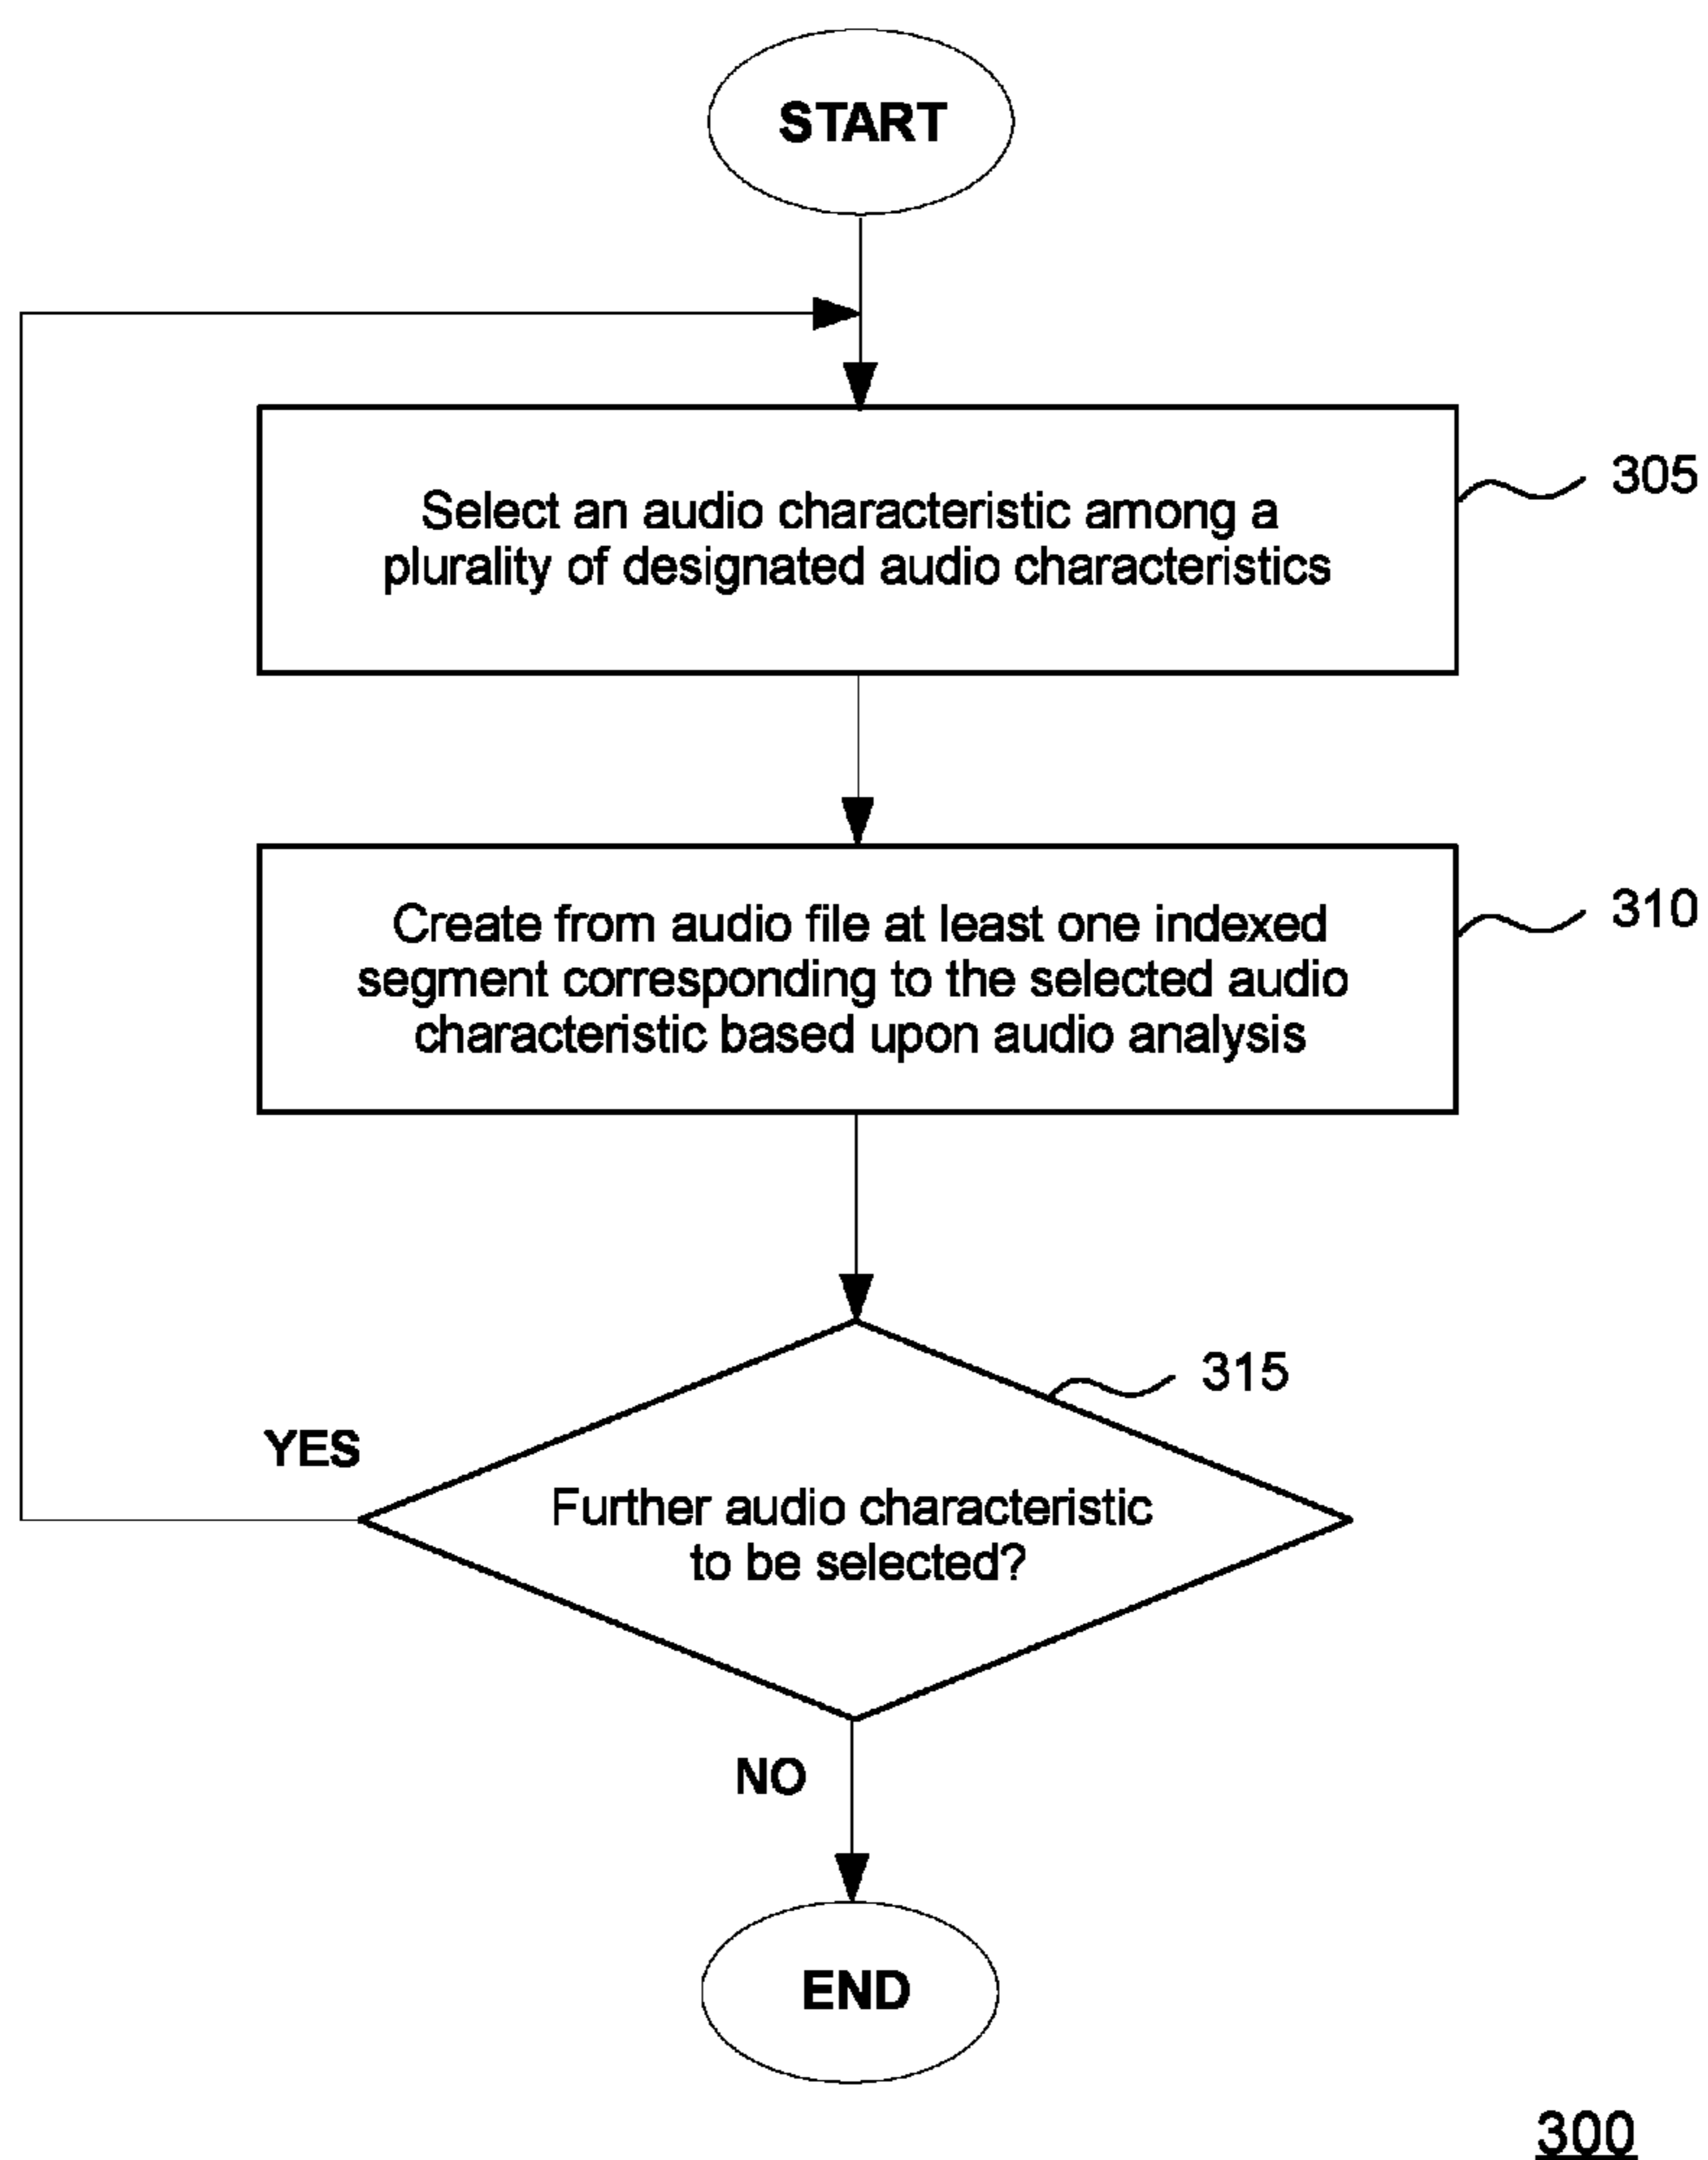 START
Select an audio characteristic among a
plurality of designated audio characteristics
305
Create from audio file at least one indexed
segment corresponding to the selected audio
characteristic based upon audio analysis
310
315
YES
Further audio characteristic
to be selected?
NO
END
300